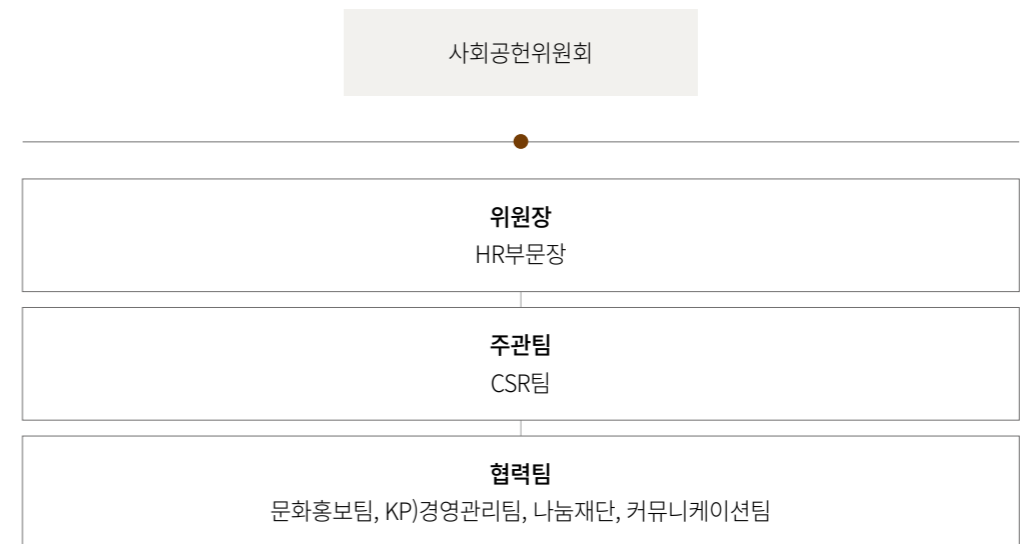 사회공헌위원회
위원장
HR부문장
주관팀
CSR팀
협력팀
문화홍보팀, KP)경영관리팀, 나눔재단, 커뮤니케이션팀